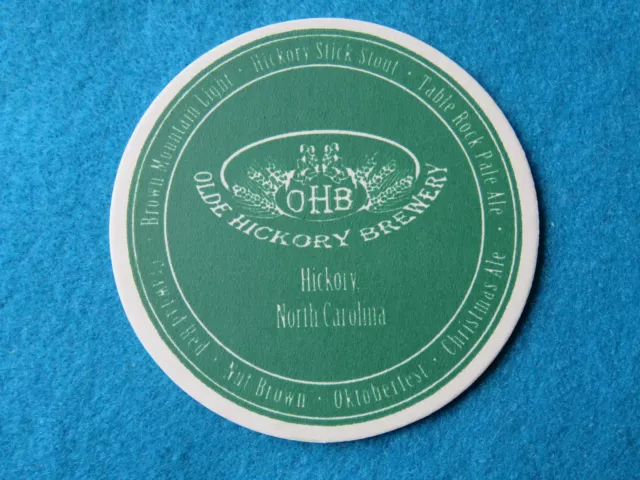 Brown Mountain Light · Hickory Stick Stout · Table Rock Pale Ale · Christmas Ale · Oktoberfest · Nut Brown · Red ·
OHB
OLDE HICKORY BREWERY
Hickory,
North Carolina